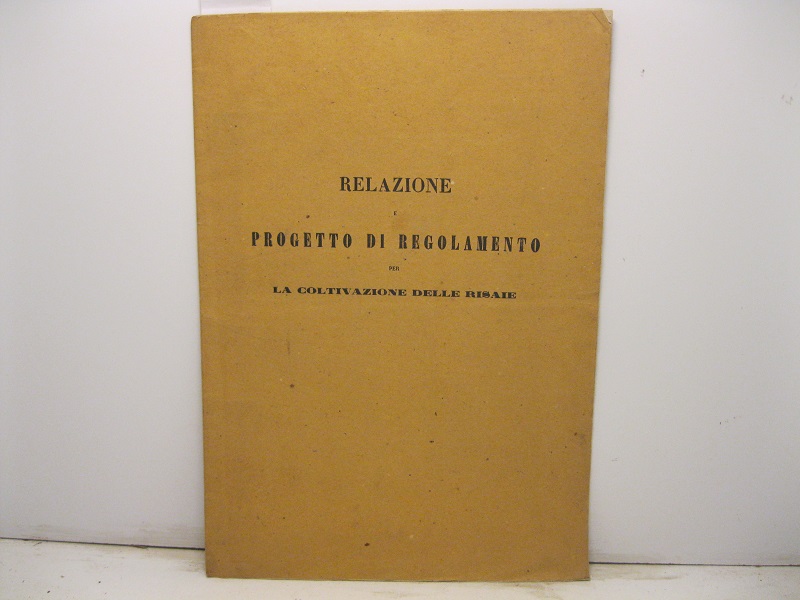 RELAZIONE
E
PROGETTO DI REGOLAMENTO
PER
LA COLTIVAZIONE DELLE RISAIE